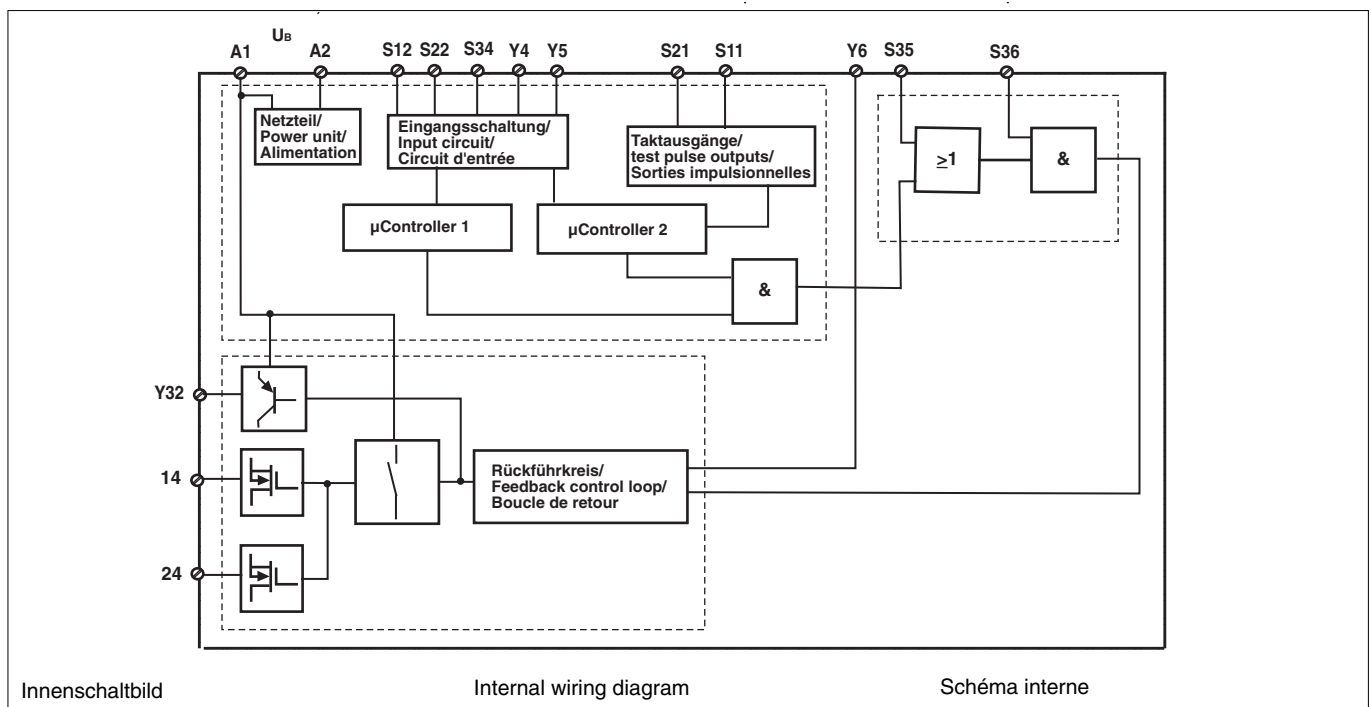 UB
A1 A2 S12 S22 S34 Y4 Y5 S21 S11 Y6 S35 S36
Netzteil/
Power unit/
Alimentation
Eingangsschaltung/
Input circuit/
Circuit d'entrée
Taktausgänge/
test pulse outputs/
Sorties impulsionnelles
≥1
&
µController 1
µController 2
&
Y32
14
24
Rückführkreis/
Feedback control loop/
Boucle de retour
Innenschaltbild
Internal wiring diagram
Schéma interne